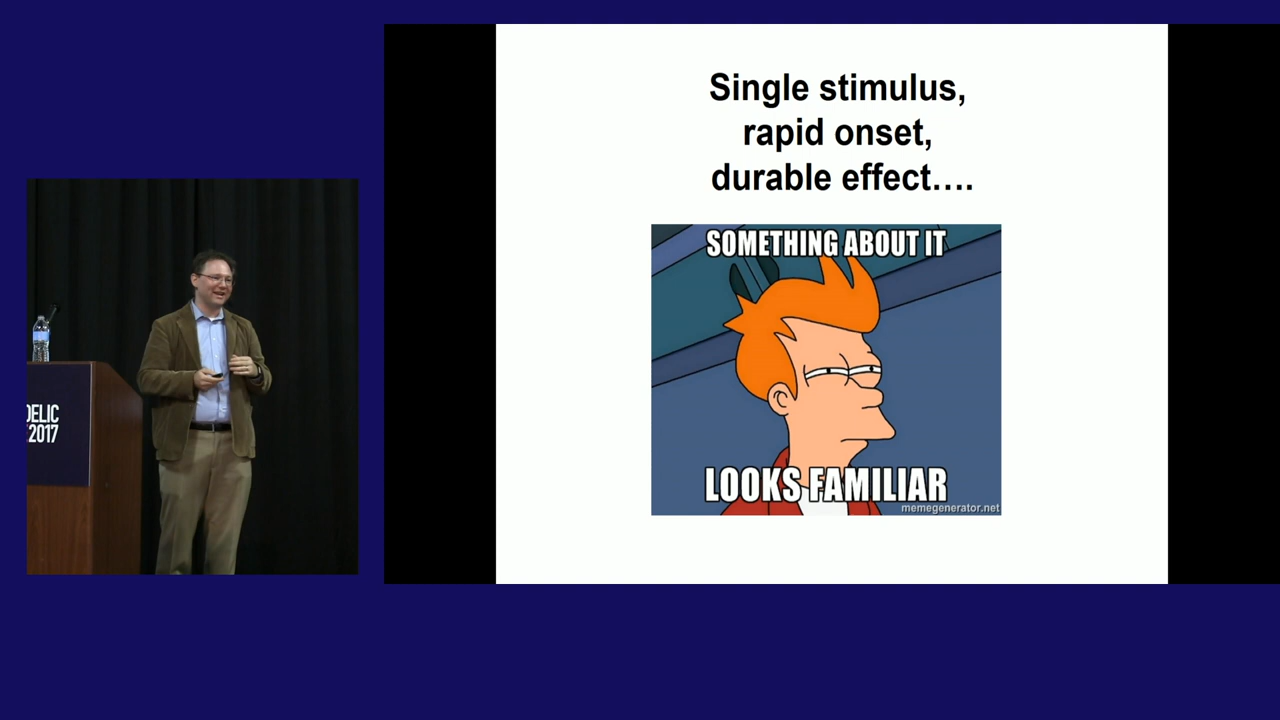 Single stimulus,
rapid onset,
durable effect….
SOMETHING ABOUT IT
LOOKS FAMILIAR
memegenerator.net
DELIC
2017